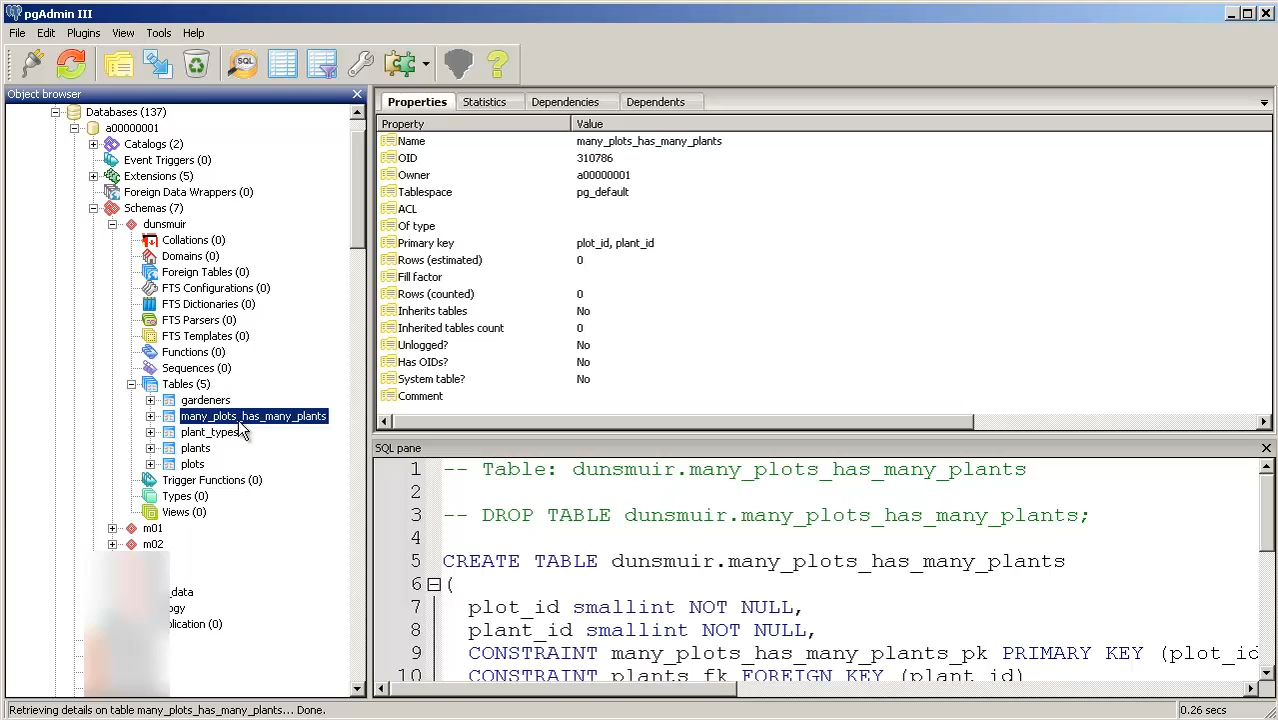 pgAdmin III
File Edit Plugins View Tools Help
SQL
Object browser
Databases (137)
a00000001
Catalogs (2)
Event Triggers (0)
Extensions (5)
Foreign Data Wrappers (0)
Schemas (7)
dunsmuir
Collations (0)
Domains (0)
Foreign Tables (0)
FTS Configurations (0)
FTS Dictionaries (0)
FTS Parsers (0)
FTS Templates (0)
Functions (0)
Sequences (0)
Tables (5)
gardeners
many_plots_has_many_plants
plant_types
plants
plots
Trigger Functions (0)
Types (0)
Views (0)
m01
m02
_data
ogy
plication (0)
Properties Statistics Dependencies Dependents
Property Value
Name many_plots_has_many_plants
OID 310786
Owner a00000001
Tablespace pg_default
ACL
Of type
Primary key plot_id, plant_id
Rows (estimated) 0
Fill factor
Rows (counted) 0
Inherits tables No
Inherited tables count 0
Unlogged? No
Has OIDs? No
System table? No
Comment
SQL pane
1 -- Table: dunsmuir.many_plots_has_many_plants
2
3 -- DROP TABLE dunsmuir.many_plots_has_many_plants;
4
5 CREATE TABLE dunsmuir.many_plots_has_many_plants
6 (
7 plot_id smallint NOT NULL,
8 plant_id smallint NOT NULL,
9 CONSTRAINT many_plots_has_many_plants_pk PRIMARY KEY (plot_id
10 CONSTRAINT plants_fk FOREIGN KEY (plant_id)
Retrieving details on table many_plots_has_many_plants... Done.
0.26 secs